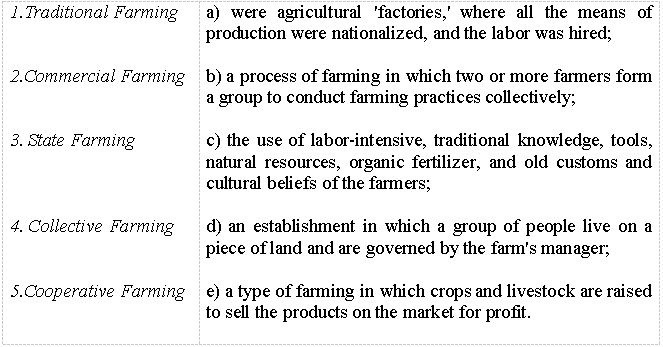 1.Traditional Farming a) were agricultural 'factories,' where all the means of
production were nationalized, and the labor was hired;
2.Commercial Farming b) a process of farming in which two or more farmers form
a group to conduct farming practices collectively;
3. State Farming c) the use of labor-intensive, traditional knowledge, tools,
natural resources, organic fertilizer, and old customs and
cultural beliefs of the farmers;
4. Collective Farming d) an establishment in which a group of people live on a
piece of land and are governed by the farm's manager;
5.Cooperative Farming e) a type of farming in which crops and livestock are raised
to sell the products on the market for profit.